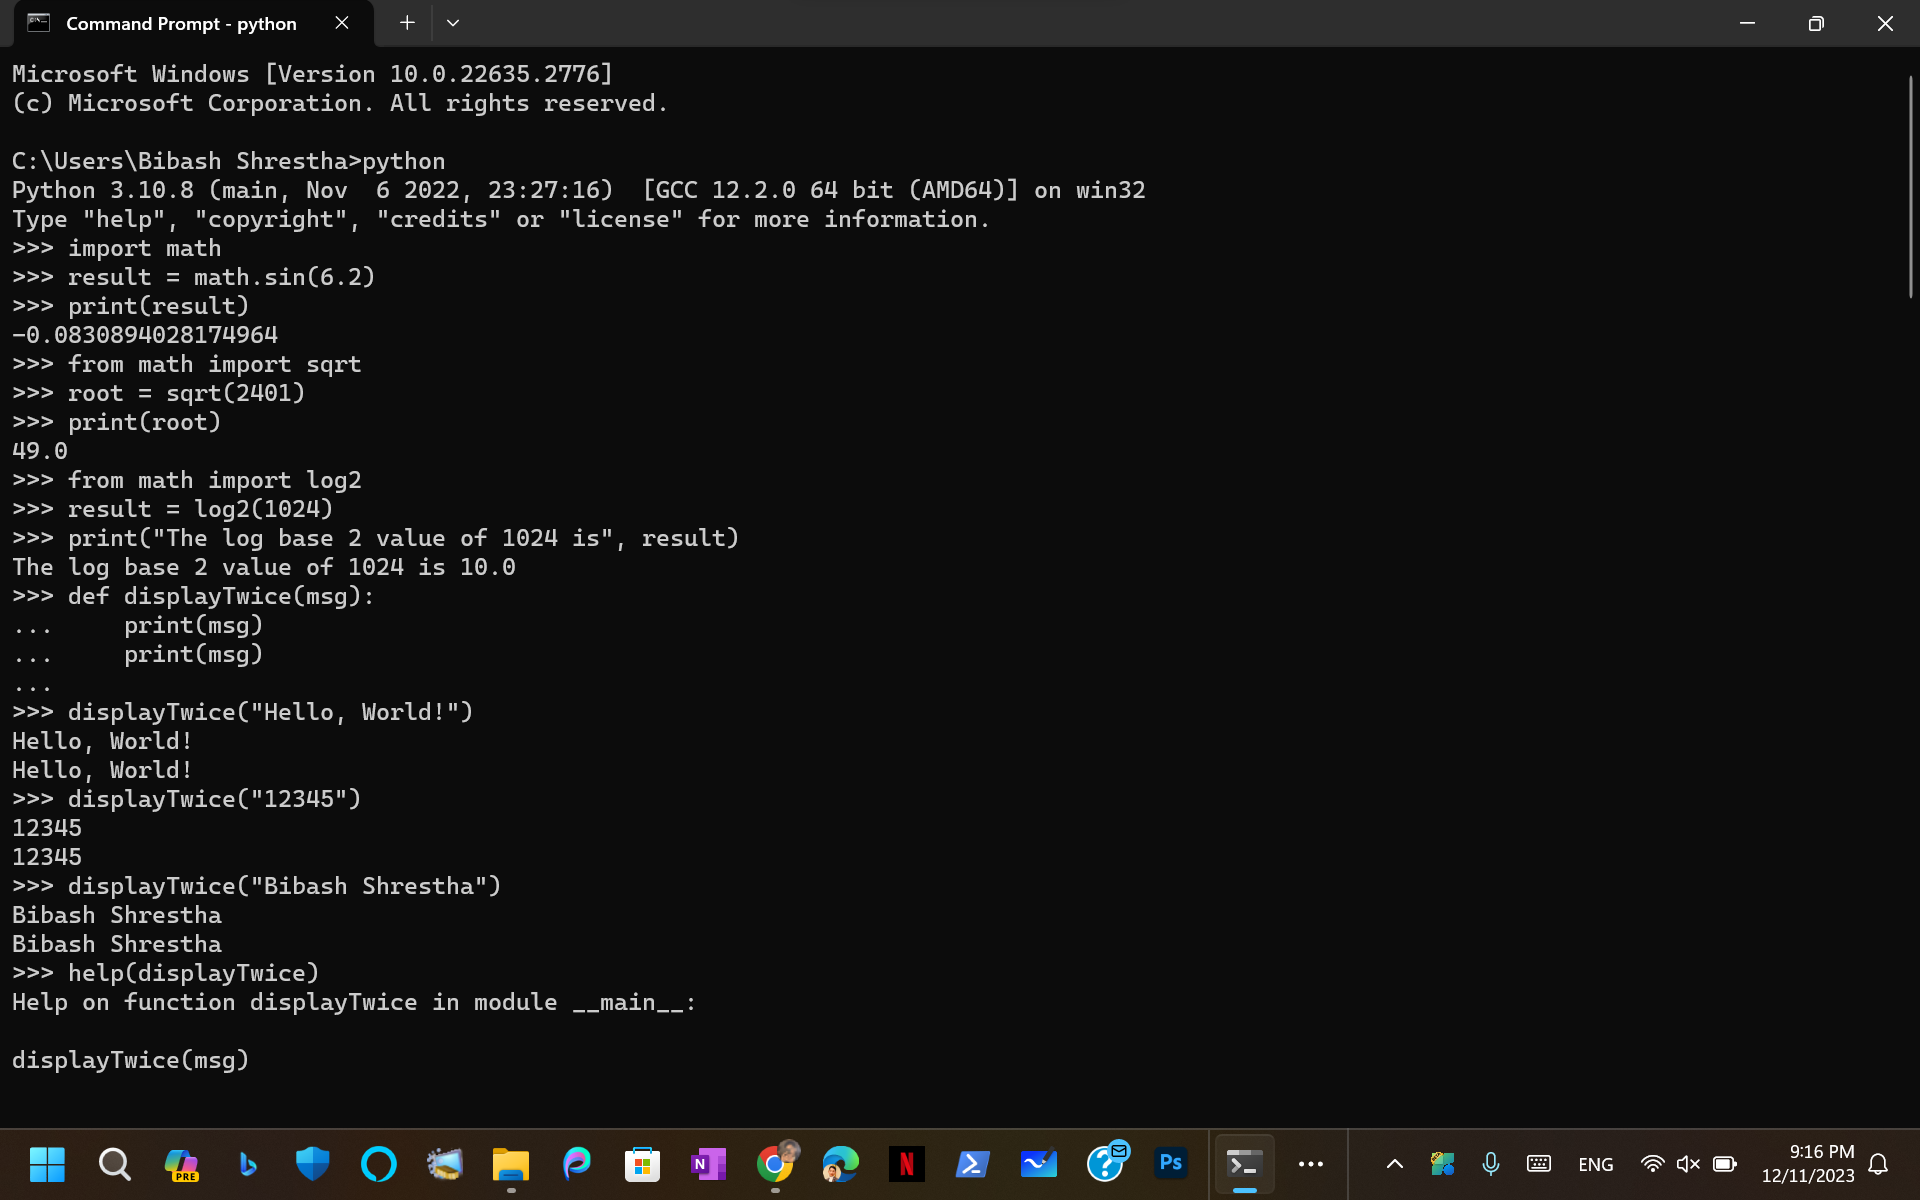 Command Prompt - python
Microsoft Windows [Version 10.0.22635.2776]
(c) Microsoft Corporation. All rights reserved.
C:\Users\Bibash Shrestha>python
Python 3.10.8 (main, Nov  6 2022, 23:27:16)  [GCC 12.2.0 64 bit (AMD64)] on win32
Type "help", "copyright", "credits" or "license" for more information.
>>> import math
>>> result = math.sin(6.2)
>>> print(result)
-0.0830894028174964
>>> from math import sqrt
>>> root = sqrt(2401)
>>> print(root)
49.0
>>> from math import log2
>>> result = log2(1024)
>>> print("The log base 2 value of 1024 is", result)
The log base 2 value of 1024 is 10.0
>>> def displayTwice(msg):
...     print(msg)
...     print(msg)
...
>>> displayTwice("Hello, World!")
Hello, World!
Hello, World!
>>> displayTwice("12345")
12345
12345
>>> displayTwice("Bibash Shrestha")
Bibash Shrestha
Bibash Shrestha
>>> help(displayTwice)
Help on function displayTwice in module __main__:
displayTwice(msg)
PRE
N
N
Ps
ENG
9:16 PM
12/11/2023